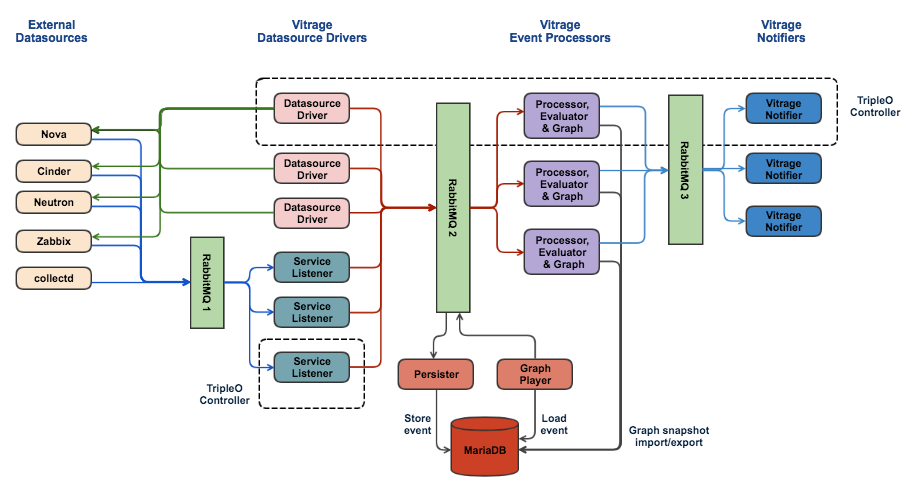 External
Datasources
Vitrage
Datasource Drivers
Vitrage
Event Processors
Vitrage
Notifiers
TripleO
Controller
Datasource
Driver
Processor,
Evaluator
& Graph
Vitrage
Notifier
Nova
Cinder
Neutron
Zabbix
collectd
Datasource
Driver
Datasource
Driver
RabbitMQ 2
Processor,
Evaluator
& Graph
Processor,
Evaluator
& Graph
RabbitMQ 3
Vitrage
Notifier
Vitrage
Notifier
RabbitMQ 1
Service
Listener
Service
Listener
Service
Listener
TripleO
Controller
Persister
Graph
Player
Store
event
Load
event
MariaDB
Graph snapshot
import/export